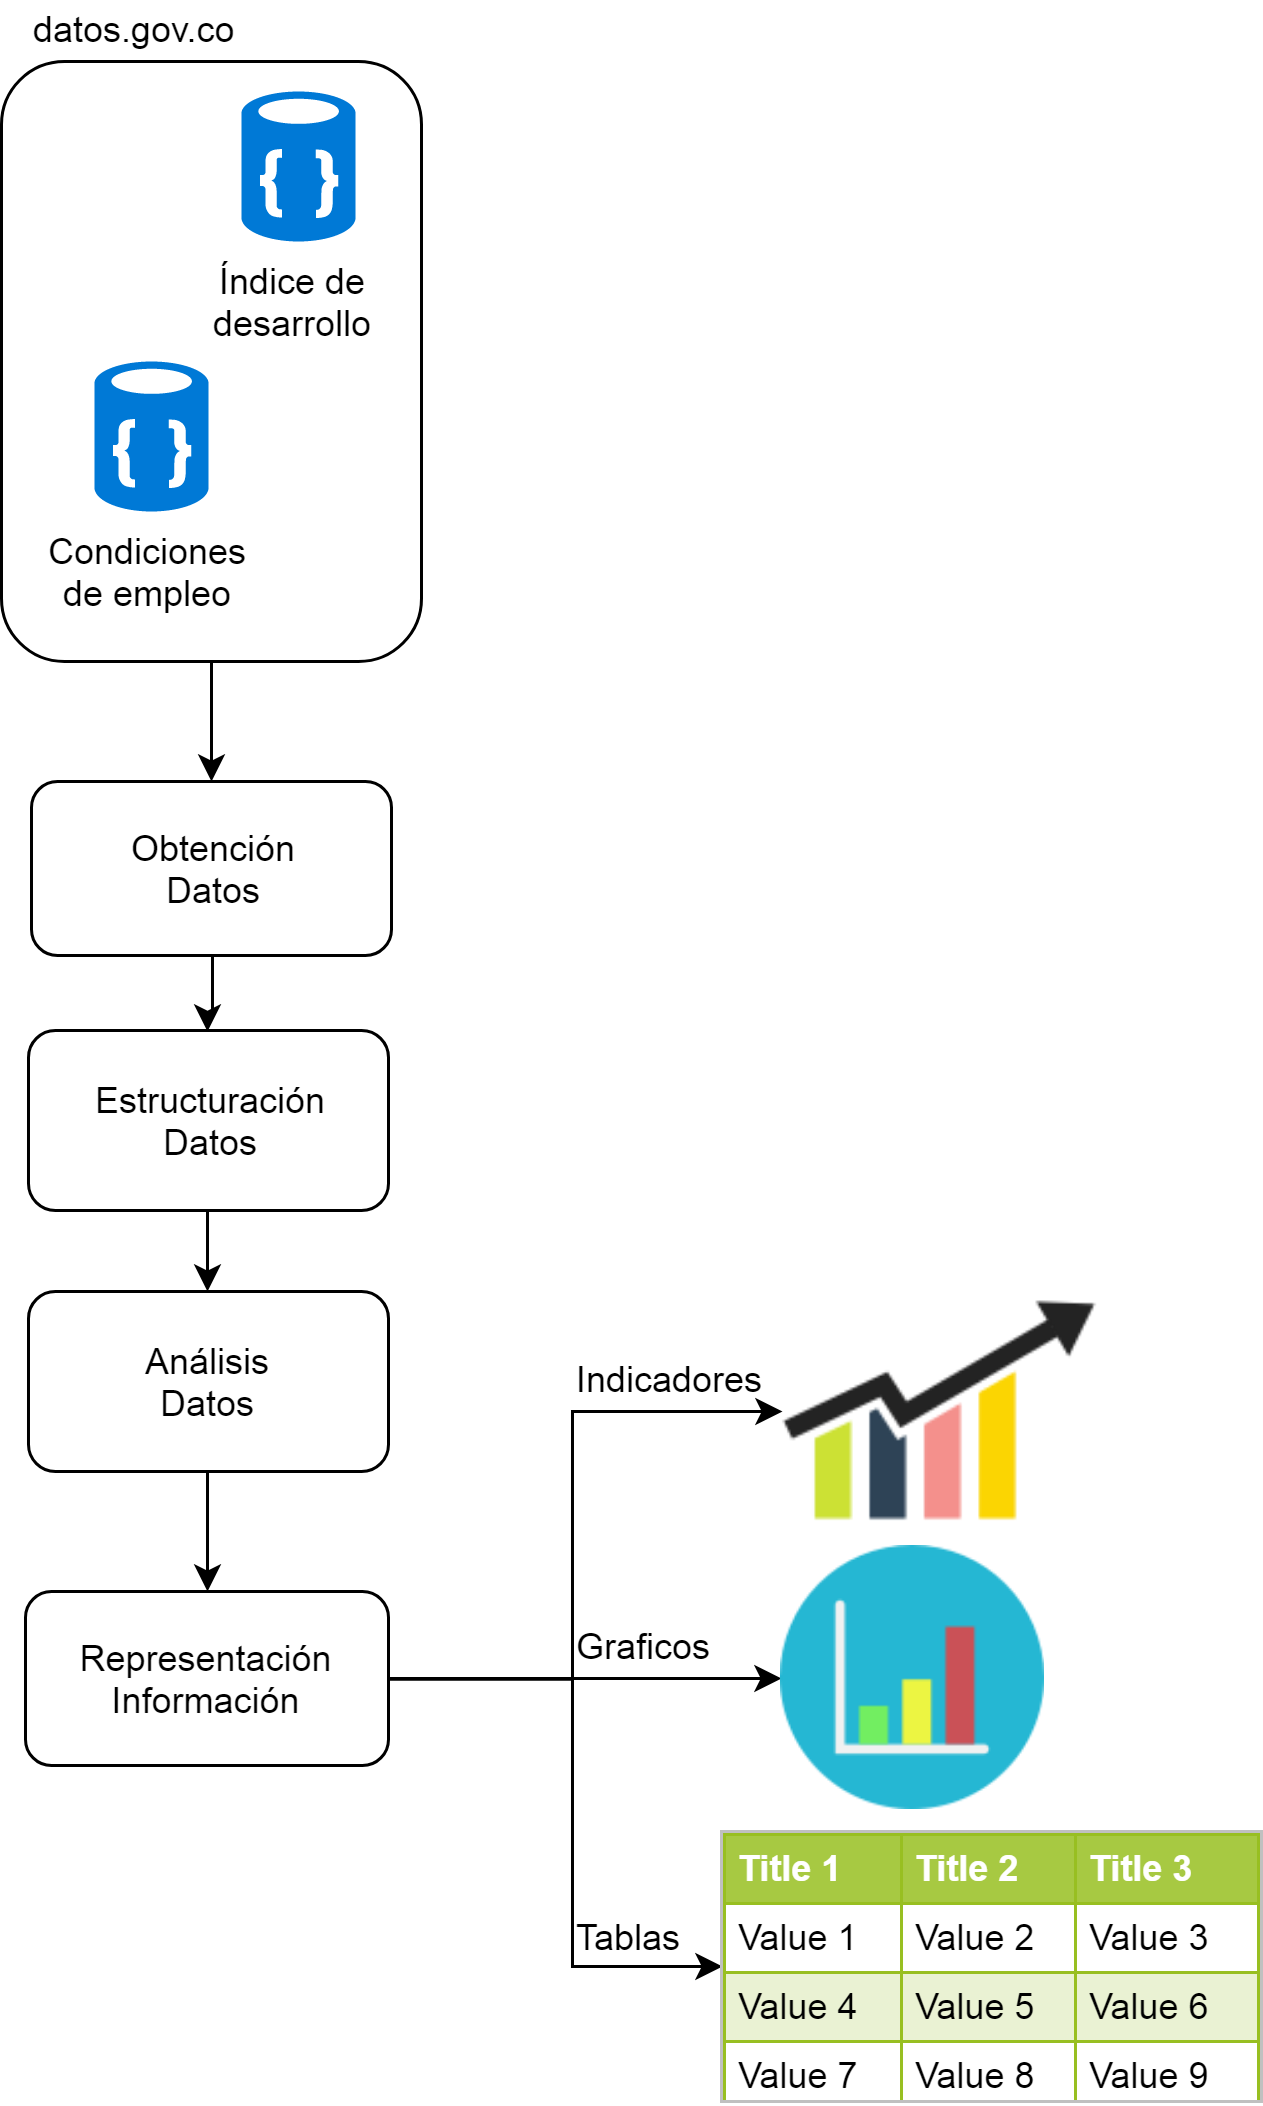 datos.gov.co
{ }
Índice de
desarrollo
{ }
Condiciones
de empleo
Obtención
Datos
Estructuración
Datos
Análisis
Datos
Representación
Información
Indicadores
Graficos
Tablas
Title 1 Title 2 Title 3
Value 1 Value 2 Value 3
Value 4 Value 5 Value 6
Value 7 Value 8 Value 9